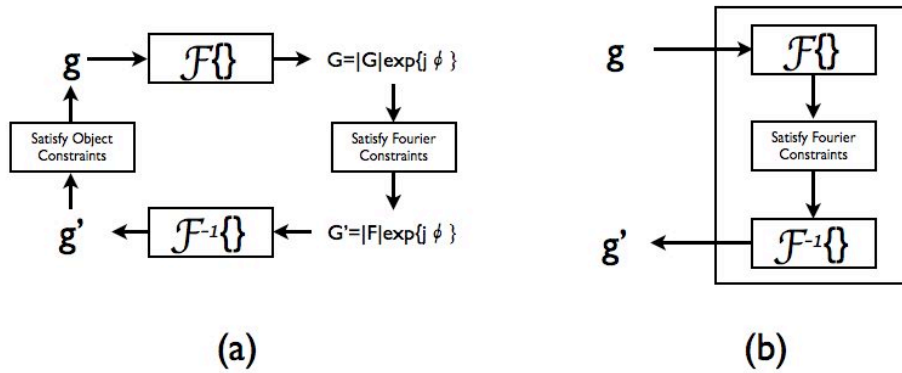 g
ℱ{}
G=|G|exp{j ϕ }
Satisfy Object
Constraints
Satisfy Fourier
Constraints
g’
ℱ-1{}
G’=|F|exp{j ϕ }
(a)
g
ℱ{}
Satisfy Fourier
Constraints
g’
ℱ-1{}
(b)